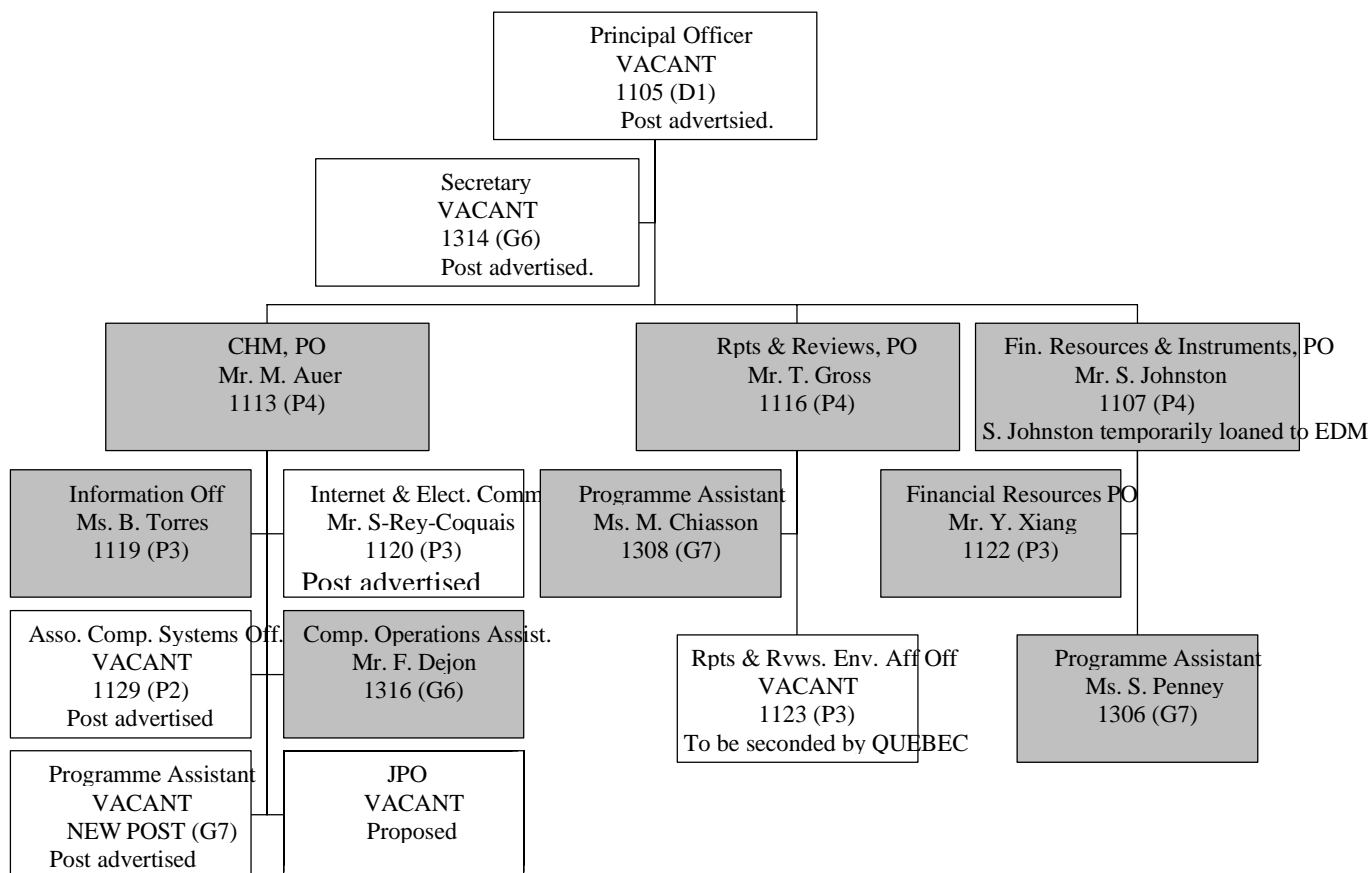 Principal Officer
VACANT
1105 (D1)
Post advertsied.
Secretary
VACANT
1314 (G6)
Post advertised.
CHM, PO
Mr. M. Auer
1113 (P4)
Rpts & Reviews, PO
Mr. T. Gross
1116 (P4)
Fin. Resources & Instruments, PO
Mr. S. Johnston
1107 (P4)
S. Johnston temporarily loaned to EDM
Information Off
Ms. B. Torres
1119 (P3)
Internet & Elect. Comm
Mr. S-Rey-Coquais
1120 (P3)
Post advertised
Programme Assistant
Ms. M. Chiasson
1308 (G7)
Financial Resources PO
Mr. Y. Xiang
1122 (P3)
Asso. Comp. Systems Off.
VACANT
1129 (P2)
Post advertised
Comp. Operations Assist.
Mr. F. Dejon
1316 (G6)
Rpts & Rvws. Env. Aff Off
VACANT
1123 (P3)
To be seconded by QUEBEC
Programme Assistant
Ms. S. Penney
1306 (G7)
Programme Assistant
VACANT
NEW POST (G7)
Post advertised
JPO
VACANT
Proposed